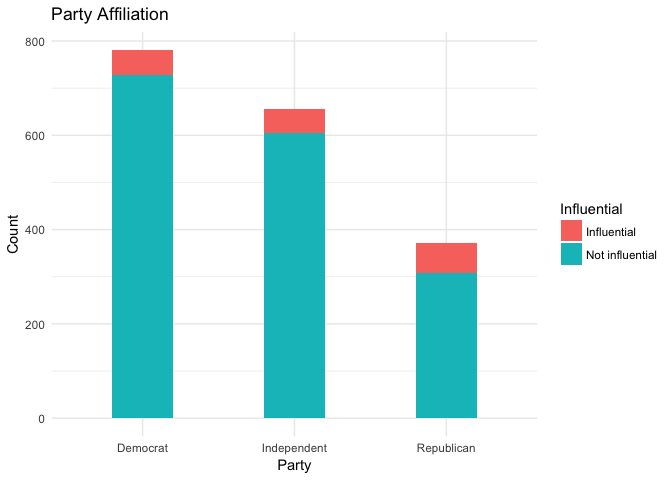 Party Affiliation
800
600
400
200
0
Count
Democrat
Independent
Republican
Party
Influential
Influential
Not influential